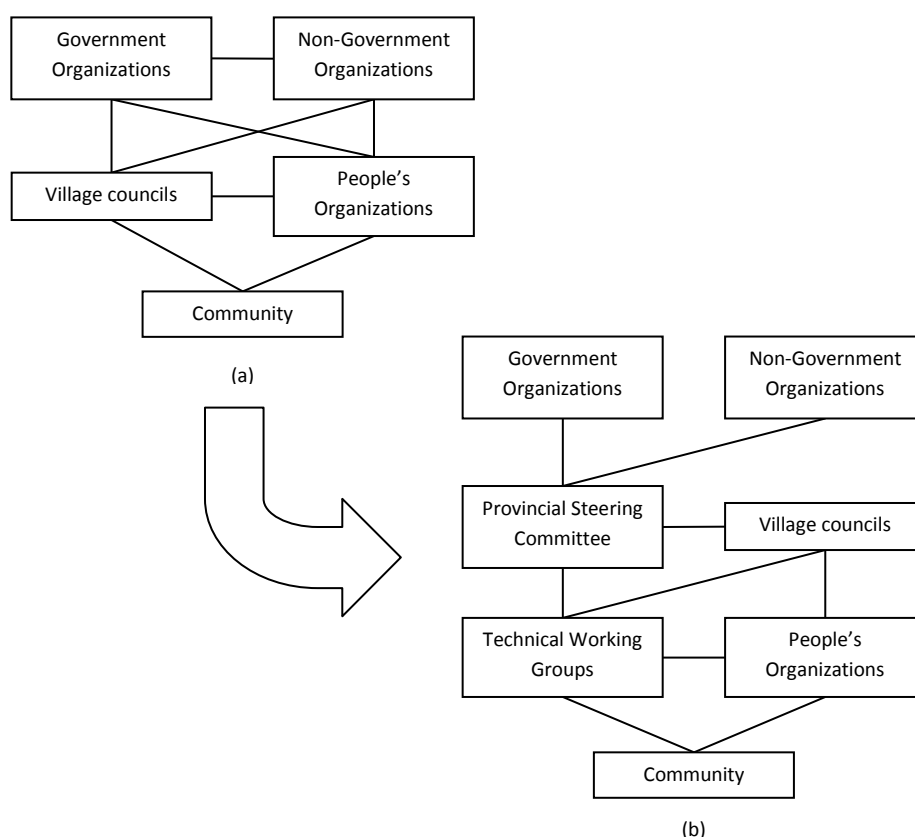 Government
Organizations
Non-Government
Organizations
Village councils
People’s
Organizations
Community
(a)
Government
Organizations
Non-Government
Organizations
Provincial Steering
Committee
Village councils
Technical Working
Groups
People’s
Organizations
Community
(b)